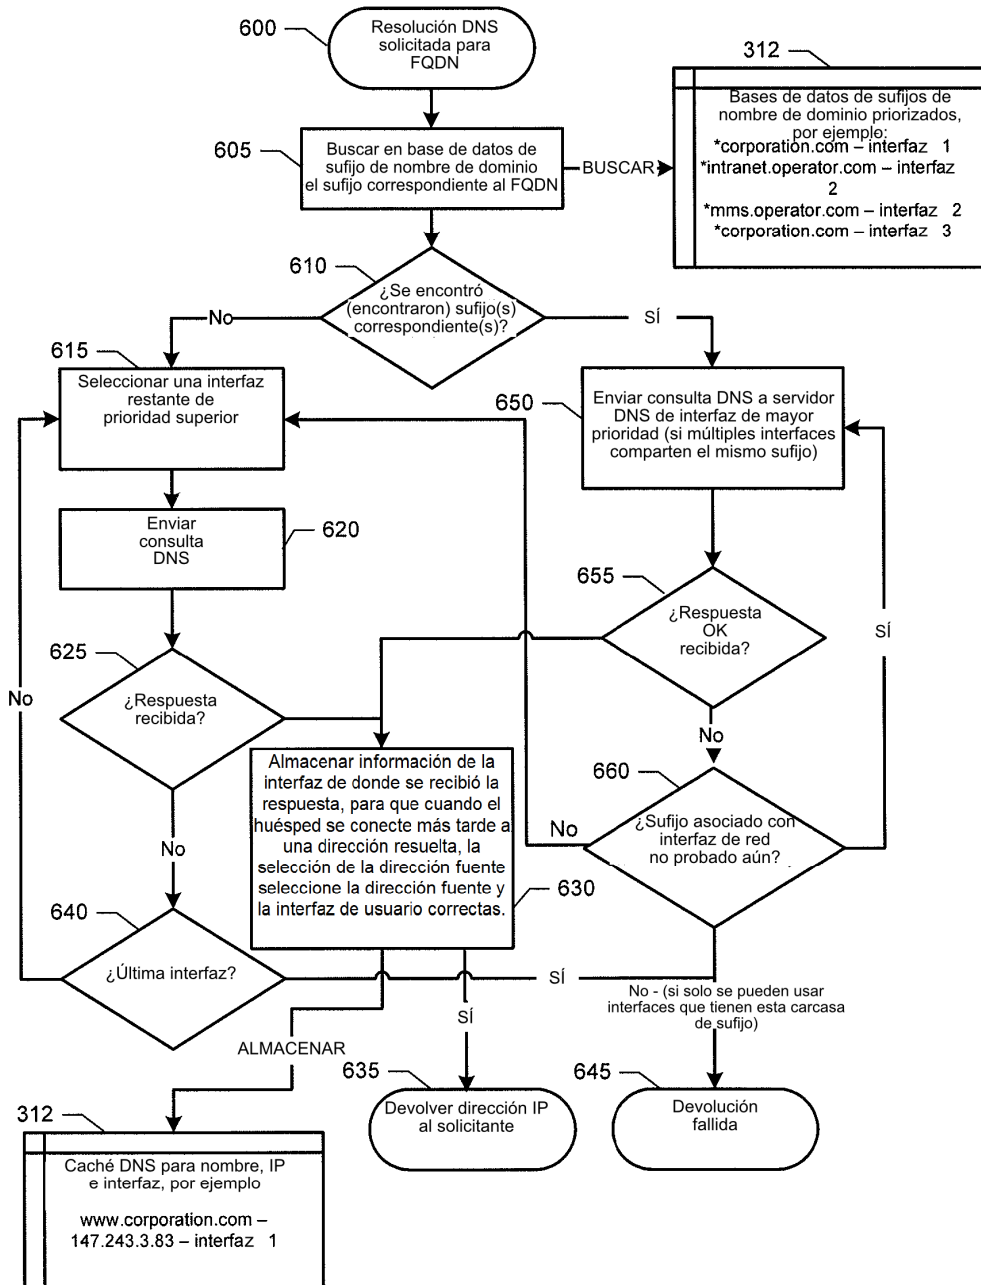 600
Resolución DNS
solicitada para
FQDN
312
Bases de datos de sufijos de
nombre de dominio priorizados,
por ejemplo:
*corporation.com – interfaz 1
*intranet.operator.com – interfaz
2
*mms.operator.com – interfaz 2
*corporation.com – interfaz 3
605
Buscar en base de datos de
sufijo de nombre de dominio
el sufijo correspondiente al FQDN
BUSCAR
610
¿Se encontró
(encontraron) sufijo(s)
correspondiente(s)?
No
SÍ
615
Seleccionar una interfaz
restante de
prioridad superior
650
Enviar consulta DNS a servidor
DNS de interfaz de mayor
prioridad (si múltiples interfaces
comparten el mismo sufijo)
Enviar
consulta
DNS
620
655
¿Respuesta
OK
recibida?
SÍ
625
¿Respuesta
recibida?
No
No
660
¿Sufijo asociado con
interfaz de red
no probado aún?
No
Almacenar información de la
interfaz de donde se recibió la
respuesta, para que cuando el
huésped se conecte más tarde a
una dirección resuelta, la
selección de la dirección fuente
seleccione la dirección fuente y
la interfaz de usuario correctas.
630
No
640
¿Última interfaz?
SÍ
No - (si solo se pueden usar
interfaces que tienen esta carcasa
de sufijo)
SÍ
ALMACENAR
635
Devolver dirección IP
al solicitante
645
Devolución
fallida
312
Caché DNS para nombre, IP
e interfaz, por ejemplo
www.corporation.com –
147.243.3.83 – interfaz 1